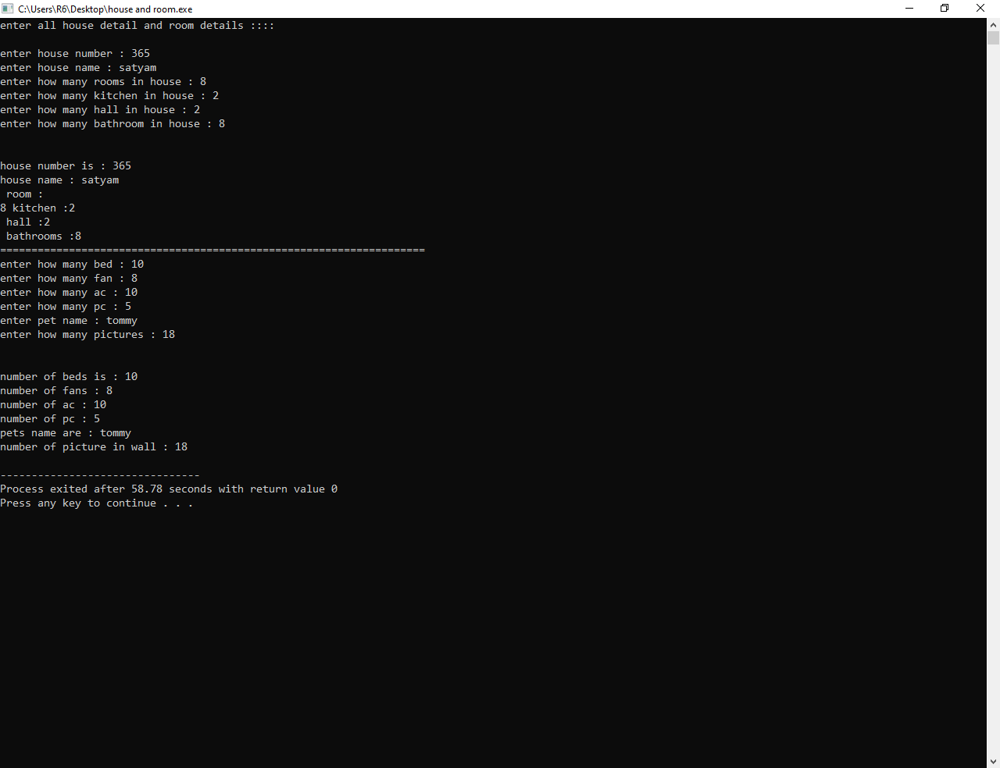 C:\Users\R6\Desktop\house and room.exe
enter all house detail and room details ::::
enter house number : 365
enter house name : satyam
enter how many rooms in house : 8
enter how many kitchen in house : 2
enter how many hall in house : 2
enter how many bathroom in house : 8
house number is : 365
house name : satyam
room :
8 kitchen :2
hall :2
bathrooms :8
====================================================================
enter how many bed : 10
enter how many fan : 8
enter how many ac : 10
enter how many pc : 5
enter pet name : tommy
enter how many pictures : 18
number of beds is : 10
number of fans : 8
number of ac : 10
number of pc : 5
pets name are : tommy
number of picture in wall : 18
--------------------------------
Process exited after 58.78 seconds with return value 0
Press any key to continue . . .